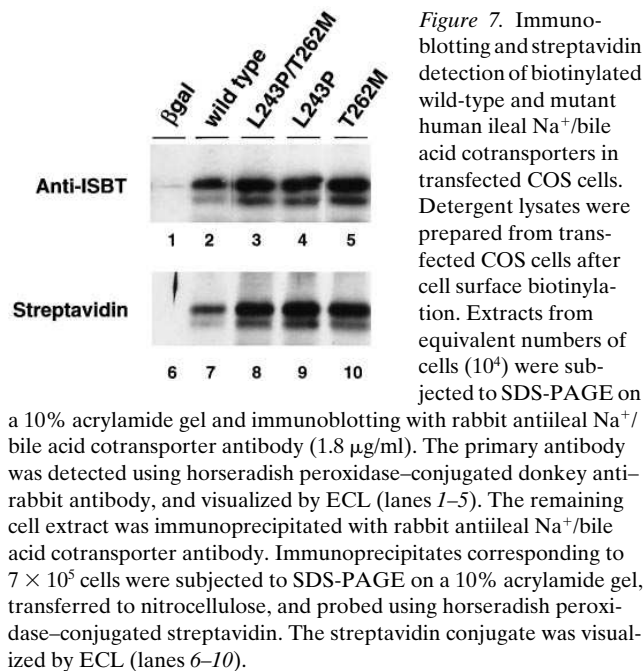 βgal
wild type
L243P/T262M
L243P
T262M
Anti-ISBT
1 2 3 4 5
Streptavidin
6 7 8 9 10
Figure 7. Immuno-
blotting and streptavidin
detection of biotinylated
wild-type and mutant
human ileal Na⁺/bile
acid cotransporters in
transfected COS cells.
Detergent lysates were
prepared from trans-
fected COS cells after
cell surface biotinyla-
tion. Extracts from
equivalent numbers of
cells (10⁴) were sub-
jected to SDS-PAGE on
a 10% acrylamide gel and immunoblotting with rabbit antiileal Na⁺/
bile acid cotransporter antibody (1.8 μg/ml). The primary antibody
was detected using horseradish peroxidase–conjugated donkey anti–
rabbit antibody, and visualized by ECL (lanes 1–5). The remaining
cell extract was immunoprecipitated with rabbit antiileal Na⁺/bile
acid cotransporter antibody. Immunoprecipitates corresponding to
7 × 10⁵ cells were subjected to SDS-PAGE on a 10% acrylamide gel,
transferred to nitrocellulose, and probed using horseradish peroxi-
dase–conjugated streptavidin. The streptavidin conjugate was visual-
ized by ECL (lanes 6–10).